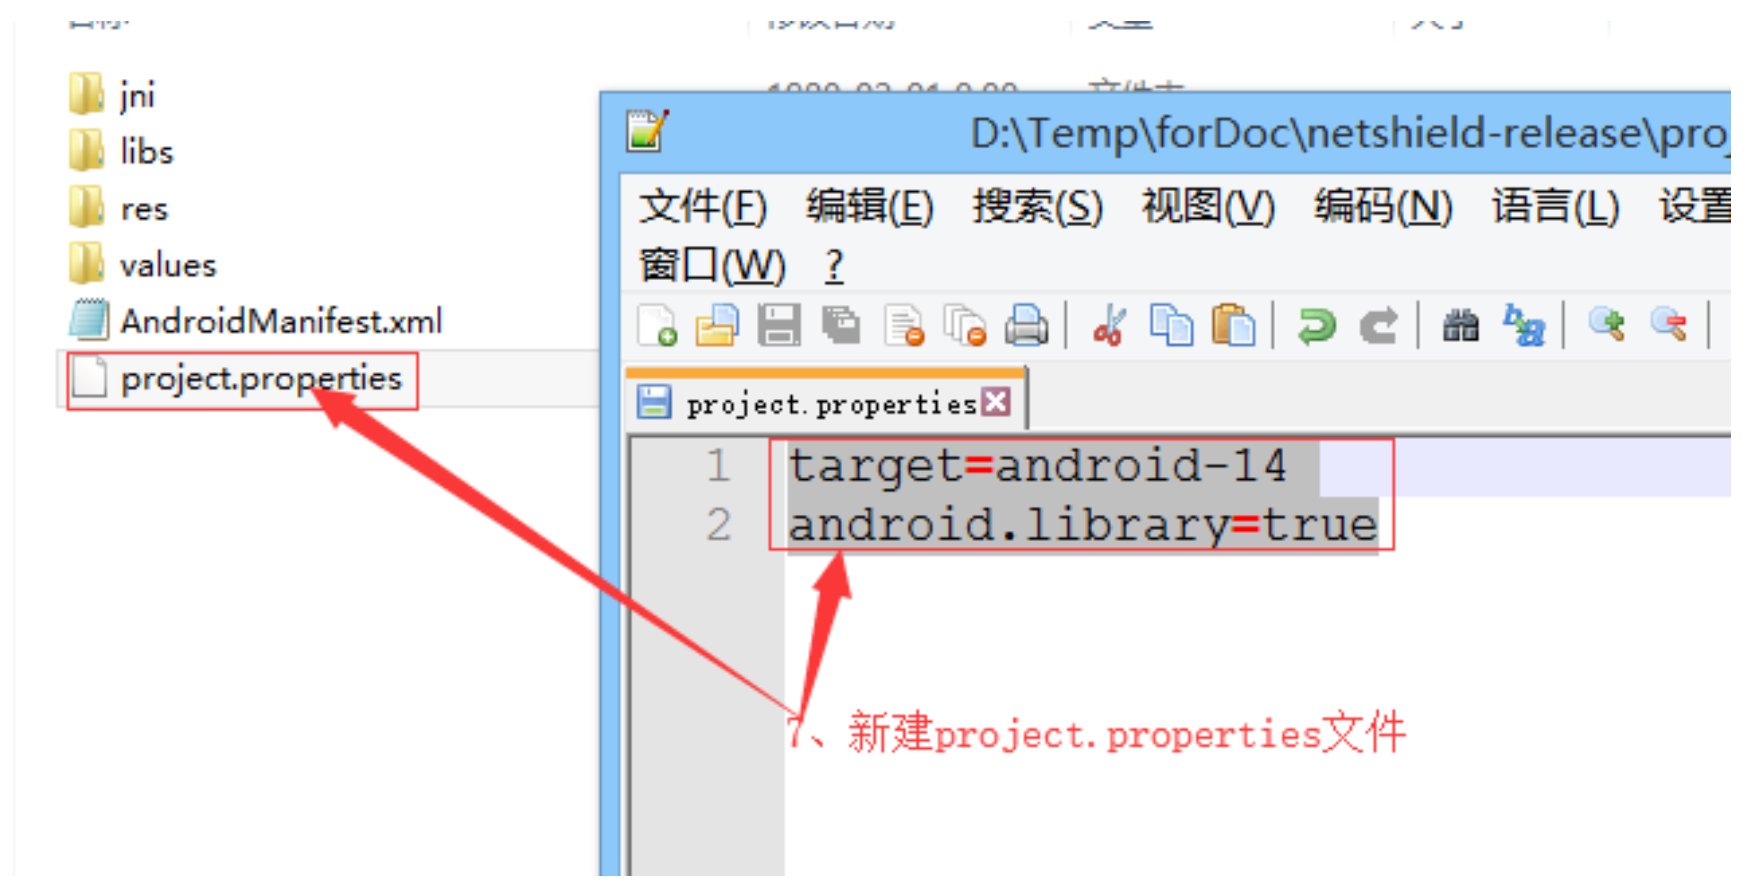 jni
libs
res
values
AndroidManifest.xml
project.properties
D:\Temp\forDoc\netshield-release\pro
文件(F) 编辑(E) 搜索(S) 视图(V) 编码(N) 语言(L) 设置
窗口(W) ?
project.properties
1 target=android-14
2 android.library=true
7、新建project.properties文件